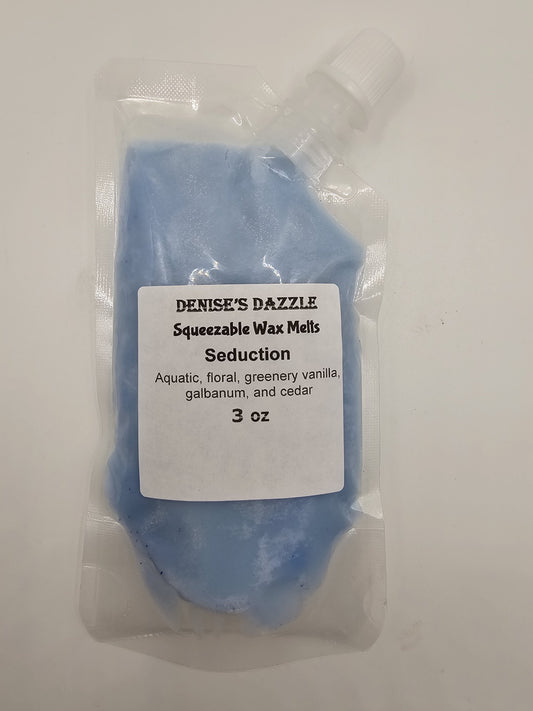 DENISE'S DAZZLE
Squeezable Wax Melts
Seduction
Aquatic, floral, greenery vanilla,
galbanum, and cedar
3 oz